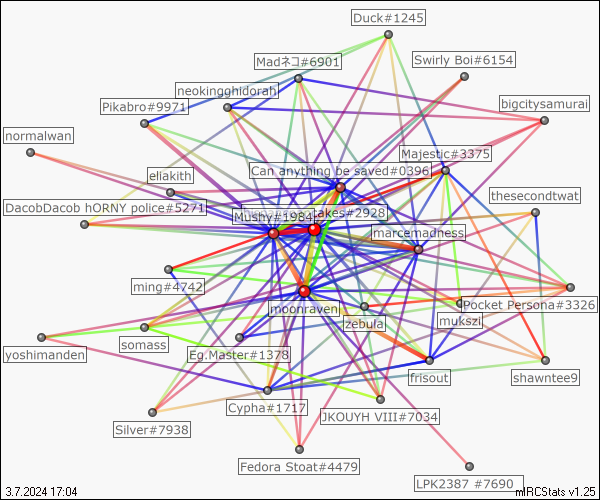 Duck#1245
Swirly Boi#6154
Madネコ#6901
neokingghidorah
Pikabro#9971
bigcitysamurai
normalwan
Majestic#3375
Can anything be saved#0396
eliakith
thesecondtwat
DacobDacob hORNY police#5271
Mushy#1984
akes#2928
marcemadness
ming#4742
Pocket Persona#3326
moonraven
zebula
mukszi
somass
yoshimanden
Eg.Master#1378
frisout
shawntee9
Cypha#1717
JKOUYH VIII#7034
Silver#7938
Fedora Stoat#4479
LPK2387 #7690
3.7.2024 17:04
mIRCStats v1.25